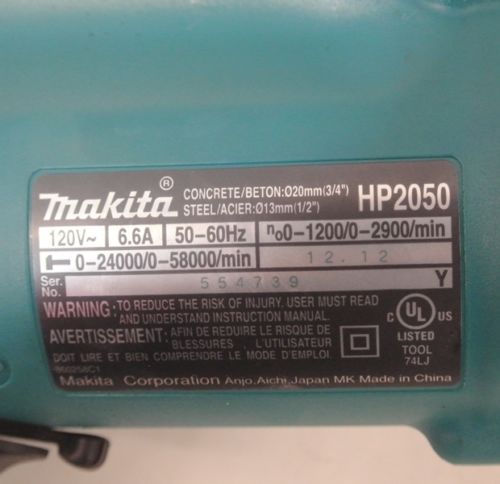 makita® CONCRETE/BETON:Ø20mm(3/4") HP2050
STEEL/ACIER:Ø13mm(1/2")
120V~ 6.6A 50-60Hz n₀0-1200/0-2900/min
0-24000/0-58000/min 12.12
Ser. No. 554739 Y
WARNING: TO REDUCE THE RISK OF INJURY. USER MUST READ
AND UNDERSTAND INSTRUCTION MANUAL.
AVERTISSEMENT: AFIN DE REDUIRE LE RISQUE DE
BLESSURES , L'UTILISATEUR
DOIT LIRE ET BIEN COMPRENDRE LE MODE D'EMPLOI.
C UL US
LISTED
TOOL
74LJ
Makita Corporation Anjo.Aichi.Japan MK Made in China